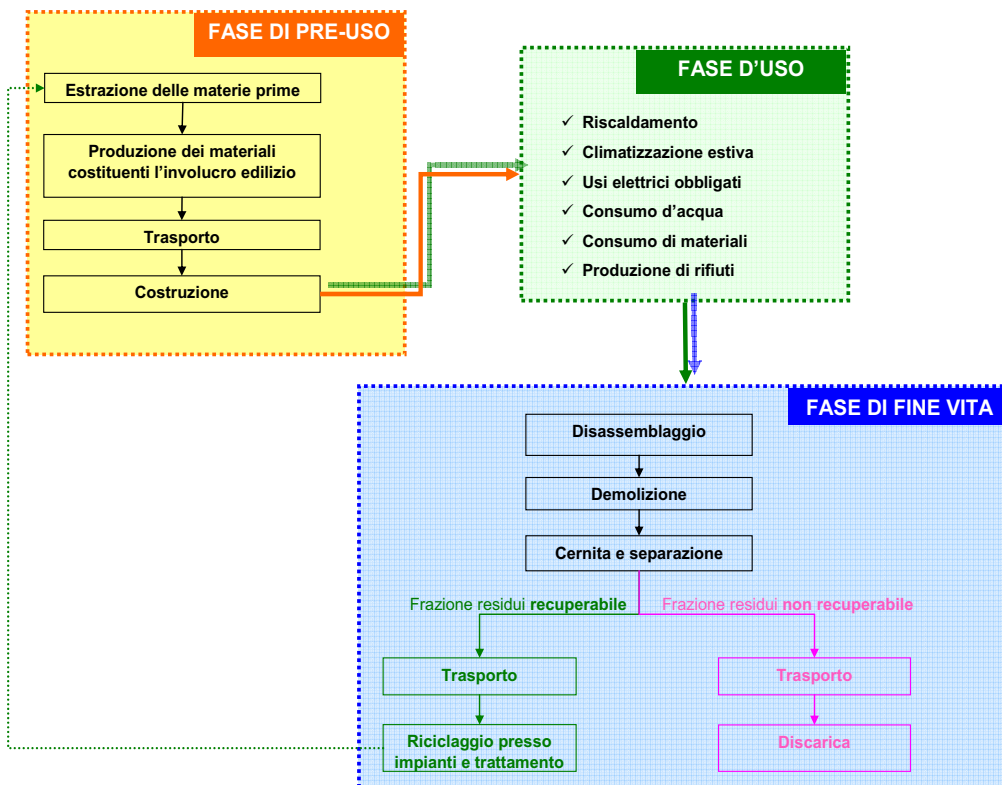 FASE DI PRE-USO
Estrazione delle materie prime
Produzione dei materiali
costituenti l’involucro edilizio
Trasporto
Costruzione
FASE D’USO
✓ Riscaldamento
✓ Climatizzazione estiva
✓ Usi elettrici obbligati
✓ Consumo d’acqua
✓ Consumo di materiali
✓ Produzione di rifiuti
FASE DI FINE VITA
Disassemblaggio
Demolizione
Cernita e separazione
Frazione residui recuperabile
Frazione residui non recuperabile
Trasporto
Trasporto
Riciclaggio presso
impianti e trattamento
Discarica